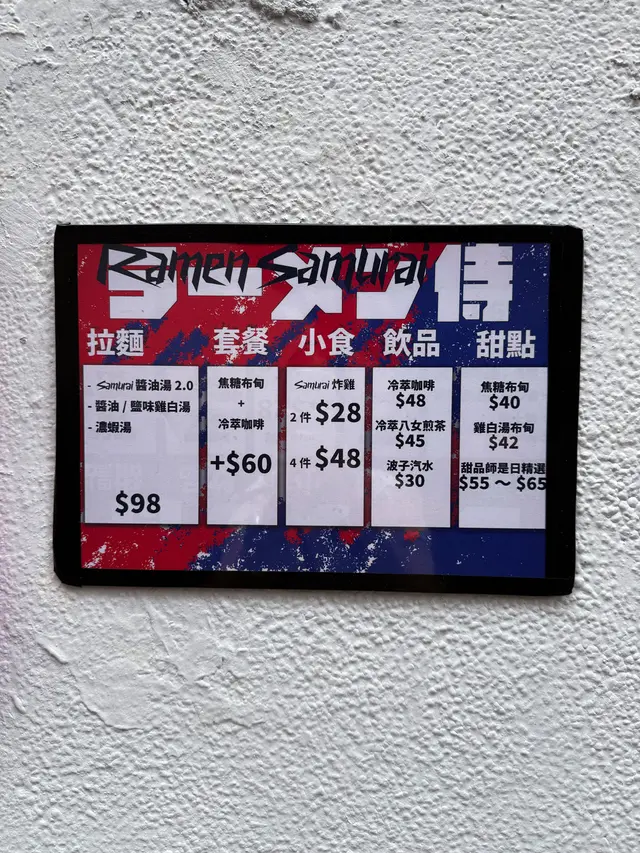 Ramen Samurai
ラーメン侍
拉麵
- Samurai 醬油湯 2.0
- 醬油 / 鹽味雞白湯
- 濃蝦湯
$98
套餐
焦糖布甸
+
冷萃咖啡
+$60
小食
Samurai 炸雞
2 件 $28
4 件 $48
飲品
冷萃咖啡
$48
冷萃八女煎茶
$45
波子汽水
$30
甜點
焦糖布甸
$40
雞白湯布甸
$42
甜品師是日精選
$55 ～ $65